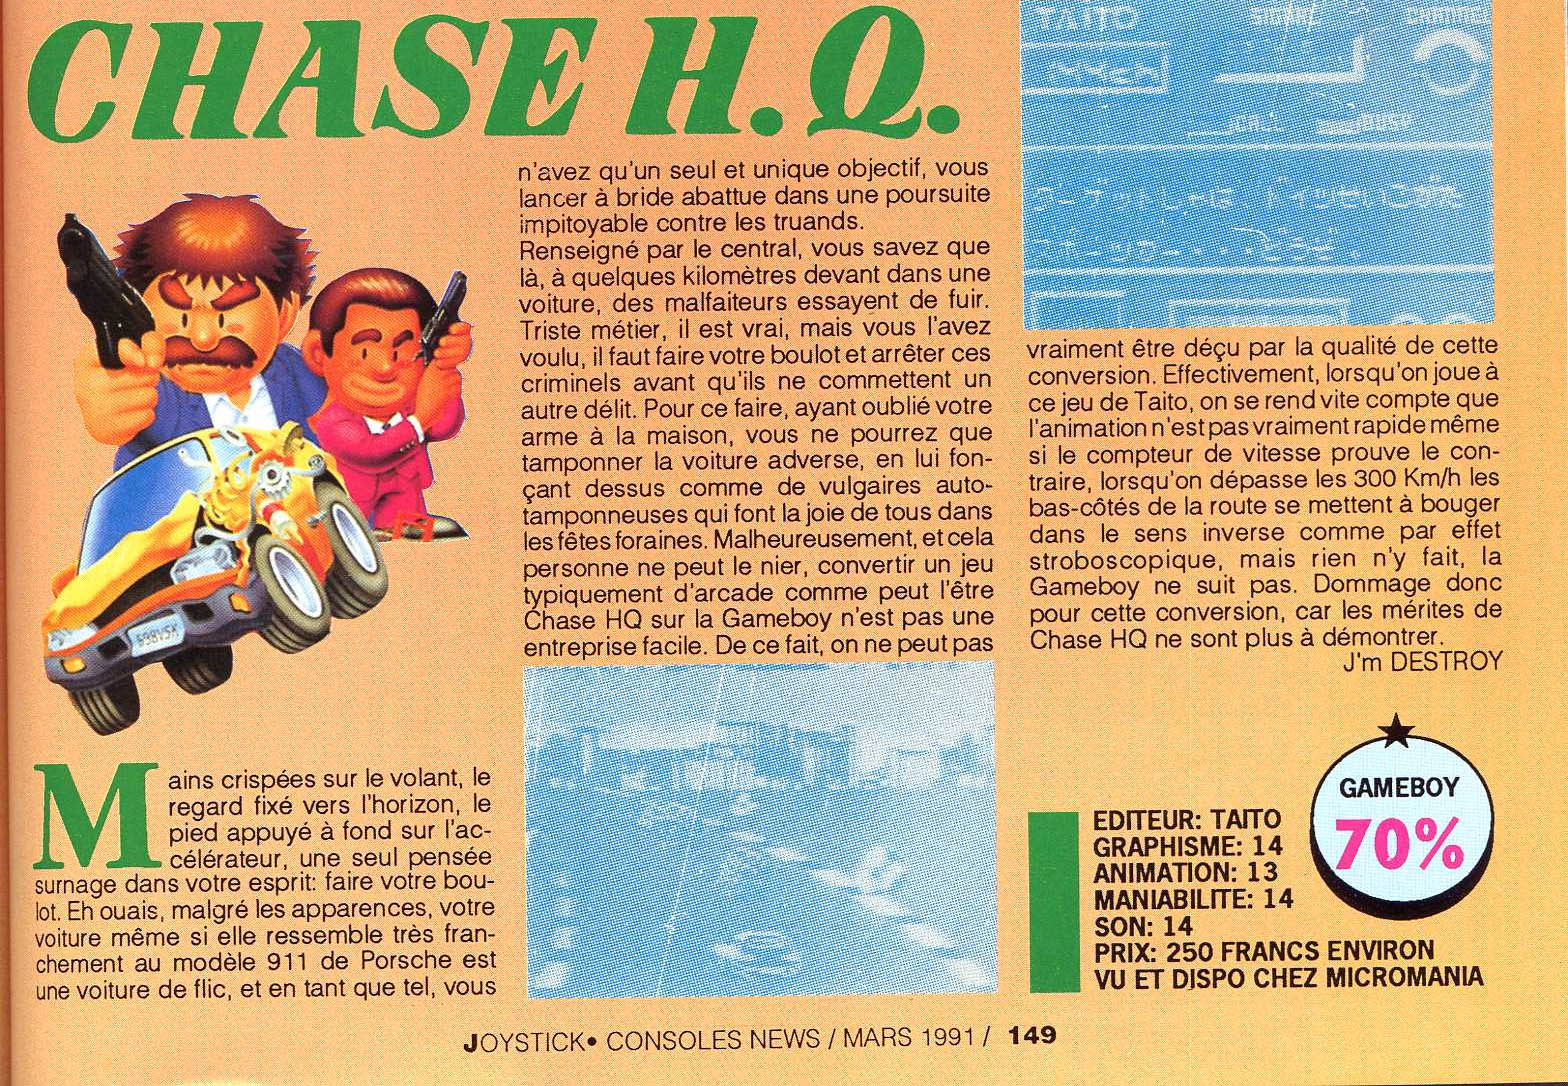 CHASE H.Q.
Mains crispées sur le volant, le
regard fixé vers l'horizon, le
pied appuyé à fond sur l'ac-
célérateur, une seul pensée
surnage dans votre esprit: faire votre bou-
lot. Eh ouais, malgré les apparences, votre
voiture même si elle ressemble très fran-
chement au modèle 911 de Porsche est
une voiture de flic, et en tant que tel, vous
n'avez qu'un seul et unique objectif, vous
lancer à bride abattue dans une poursuite
impitoyable contre les truands.
Renseigné par le central, vous savez que
là, à quelques kilomètres devant dans une
voiture, des malfaiteurs essayent de fuir.
Triste métier, il est vrai, mais vous l'avez
voulu, il faut faire votre boulot et arrêter ces
criminels avant qu'ils ne commettent un
autre délit. Pour ce faire, ayant oublié votre
arme à la maison, vous ne pourrez que
tamponner la voiture adverse, en lui fon-
çant dessus comme de vulgaires auto-
tamponneuses qui font la joie de tous dans
les fêtes foraines. Malheureusement, et cela
personne ne peut le nier, convertir un jeu
typiquement d'arcade comme peut l'être
Chase HQ sur la Gameboy n'est pas une
entreprise facile. De ce fait, on ne peut pas
TAITO
vraiment être déçu par la qualité de cette
conversion. Effectivement, lorsqu'on joue à
ce jeu de Taito, on se rend vite compte que
l'animation n'est pas vraiment rapide même
si le compteur de vitesse prouve le con-
traire, lorsqu'on dépasse les 300 Km/h les
bas-côtés de la route se mettent à bouger
dans le sens inverse comme par effet
stroboscopique, mais rien n'y fait, la
Gameboy ne suit pas. Dommage donc
pour cette conversion, car les mérites de
Chase HQ ne sont plus à démontrer.
J'm DESTROY
GAMEBOY
70%
EDITEUR: TAITO
GRAPHISME: 14
ANIMATION: 13
MANIABILITE: 14
SON: 14
PRIX: 250 FRANCS ENVIRON
VU ET DISPO CHEZ MICROMANIA
JOYSTICK• CONSOLES NEWS / MARS 1991 / 149